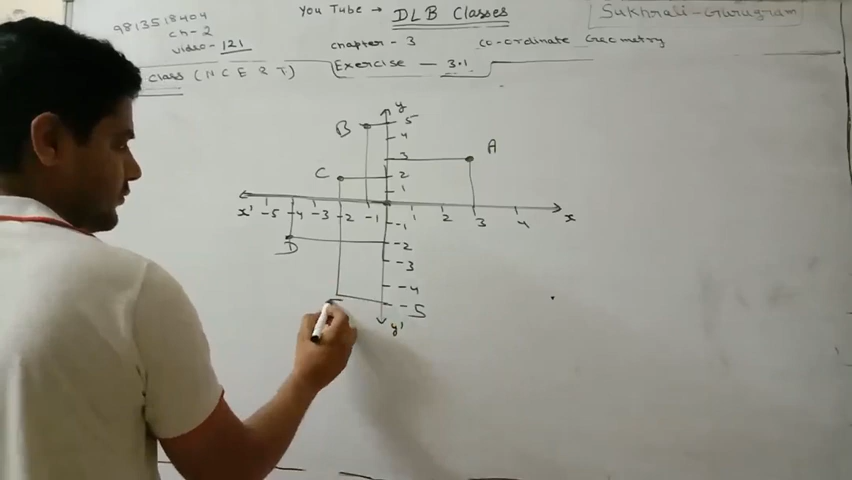 You Tube → DLB Classes
Sukhrali-Gurugram
9813518404
ch-2
video-121
chapter-3 co-ordinate Geometry
Class (NCERT)
Exercise — 3.1
y
B 5
4
A
3
C 2
1
x' -5 -4 -3 -2 -1 1 2 3 4 x
-1
D -2
-3
-4
-5
y'